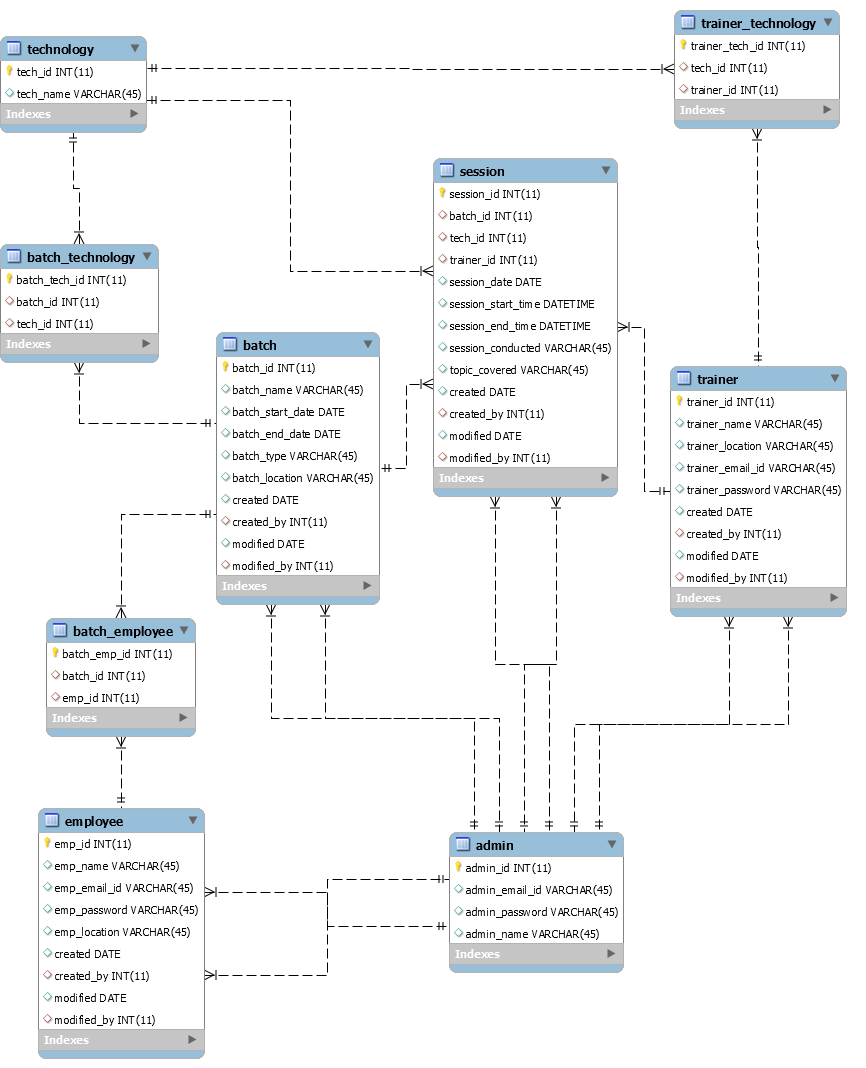 technology
tech_id INT(11)
tech_name VARCHAR(45)
Indexes
trainer_technology
trainer_tech_id INT(11)
tech_id INT(11)
trainer_id INT(11)
Indexes
session
session_id INT(11)
batch_id INT(11)
tech_id INT(11)
trainer_id INT(11)
session_date DATE
session_start_time DATETIME
session_end_time DATETIME
session_conducted VARCHAR(45)
topic_covered VARCHAR(45)
created DATE
created_by INT(11)
modified DATE
modified_by INT(11)
Indexes
batch_technology
batch_tech_id INT(11)
batch_id INT(11)
tech_id INT(11)
Indexes
batch
batch_id INT(11)
batch_name VARCHAR(45)
batch_start_date DATE
batch_end_date DATE
batch_type VARCHAR(45)
batch_location VARCHAR(45)
created DATE
created_by INT(11)
modified DATE
modified_by INT(11)
Indexes
trainer
trainer_id INT(11)
trainer_name VARCHAR(45)
trainer_location VARCHAR(45)
trainer_email_id VARCHAR(45)
trainer_password VARCHAR(45)
created DATE
created_by INT(11)
modified DATE
modified_by INT(11)
Indexes
batch_employee
batch_emp_id INT(11)
batch_id INT(11)
emp_id INT(11)
Indexes
employee
emp_id INT(11)
emp_name VARCHAR(45)
emp_email_id VARCHAR(45)
emp_password VARCHAR(45)
emp_location VARCHAR(45)
created DATE
created_by INT(11)
modified DATE
modified_by INT(11)
Indexes
admin
admin_id INT(11)
admin_email_id VARCHAR(45)
admin_password VARCHAR(45)
admin_name VARCHAR(45)
Indexes